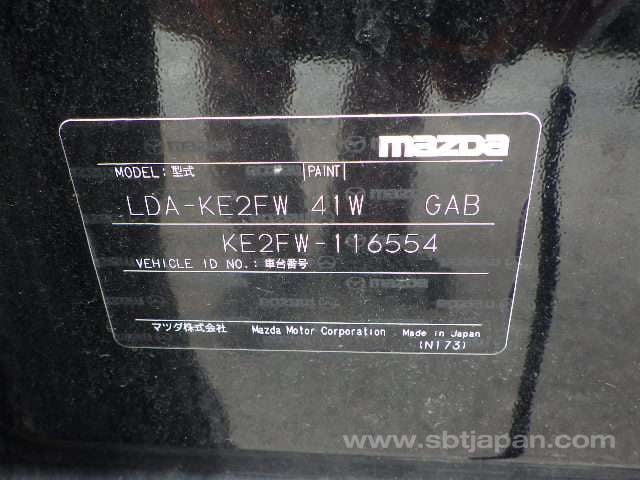 mazda
MODEL:型式 PAINT
LDA-KE2FW 41W GAB
KE2FW-116554
VEHICLE ID NO.:車台番号
マツダ株式会社 Mazda Motor Corporation Made in Japan
(N173)
www.sbtjapan.com